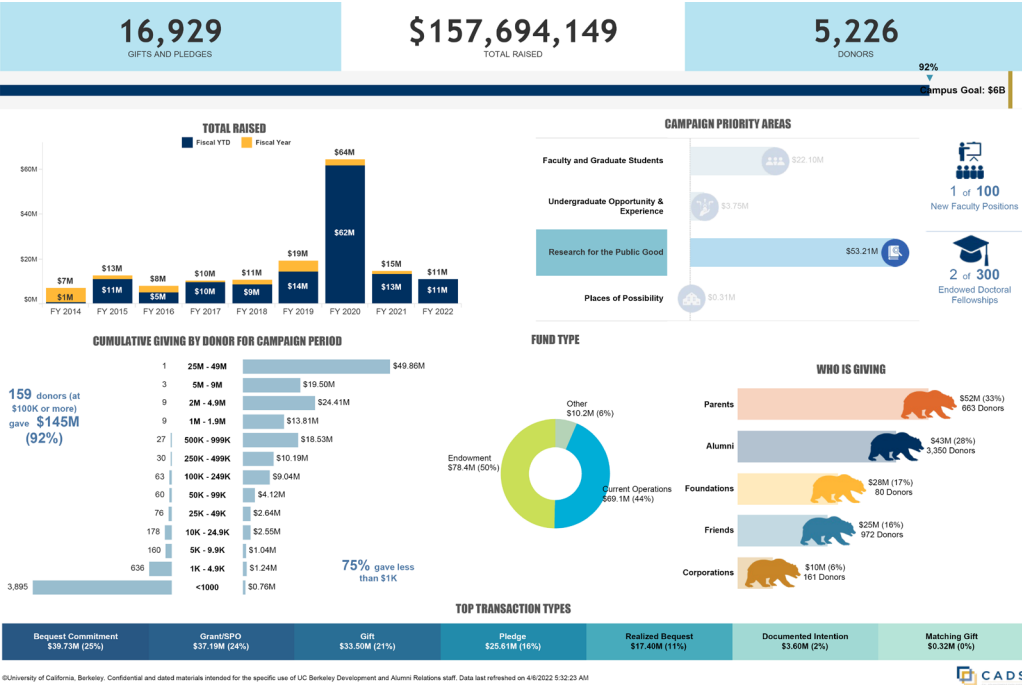 16,929
GIFTS AND PLEDGES
$157,694,149
TOTAL RAISED
5,226
DONORS
92%
Campus Goal: $6B
TOTAL RAISED
Fiscal YTD
Fiscal Year
$60M
$40M
$20M
$0M
$7M
$1M
$13M
$11M
$8M
$5M
$10M
$10M
$11M
$9M
$19M
$14M
$64M
$62M
$15M
$13M
$11M
$11M
FY 2014
FY 2015
FY 2016
FY 2017
FY 2018
FY 2019
FY 2020
FY 2021
FY 2022
CAMPAIGN PRIORITY AREAS
Faculty and Graduate Students
$22.10M
Undergraduate Opportunity &
Experience
$3.75M
Research for the Public Good
$53.21M
Places of Possibility
$0.31M
1 of 100
New Faculty Positions
2 of 300
Endowed Doctoral
Fellowships
CUMULATIVE GIVING BY DONOR FOR CAMPAIGN PERIOD
159 donors (at
$100K or more)
gave $145M
(92%)
1 25M - 49M $49.86M
3 5M - 9M $19.50M
9 2M - 4.9M $24.41M
9 1M - 1.9M $13.81M
27 500K - 999K $18.53M
30 250K - 499K $10.19M
63 100K - 249K $9.04M
60 50K - 99K $4.12M
76 25K - 49K $2.64M
178 10K - 24.9K $2.55M
160 5K - 9.9K $1.04M
636 1K - 4.9K $1.24M
3,895 <1000 $0.76M
75% gave less
than $1K
FUND TYPE
Other
$10.2M (6%)
Endowment
$78.4M (50%)
Current Operations
$69.1M (44%)
WHO IS GIVING
Parents
$52M (33%)
663 Donors
Alumni
$43M (28%)
3,350 Donors
Foundations
$28M (17%)
80 Donors
Friends
$25M (16%)
972 Donors
Corporations
$10M (6%)
161 Donors
TOP TRANSACTION TYPES
Bequest Commitment
$39.73M (25%)
Grant/SPO
$37.19M (24%)
Gift
$33.50M (21%)
Pledge
$25.61M (16%)
Realized Bequest
$17.40M (11%)
Documented Intention
$3.60M (2%)
Matching Gift
$0.32M (0%)
©University of California, Berkeley. Confidential and dated materials intended for the specific use of UC Berkeley Development and Alumni Relations staff. Data last refreshed on 4/6/2022 5:32:23 AM
CADS